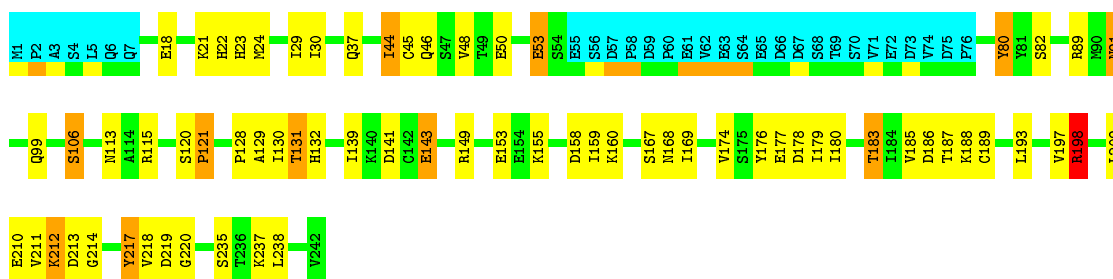 M1 P2 A3 S4 L5 Q6 Q7 E18 K21 H22 H23 M24 I29 I30 Q37 I44 C45 Q46 S47 V48 T49 E50 E53 S54 E55 S56 D57 P58 D59 P60 E61 V62 E63 S64 E65 D66 D67 S68 T69 S70 V71 E72 D73 V74 D75 P76 Y80 Y81 S82 R89 M90
Q99 S106 N113 A114 R115 S120 P121 P128 A129 I130 T131 H132 I139 K140 D141 C142 E143 R149 E153 E154 K155 D158 I159 K160 S167 N168 I169 V174 S175 Y176 E177 D178 I179 I180 T183 I184 V185 D186 T187 K188 C189 L193 V197 R198
E210 V211 K212 D213 G214 Y217 V218 D219 G220 S235 T236 K237 L238 V242